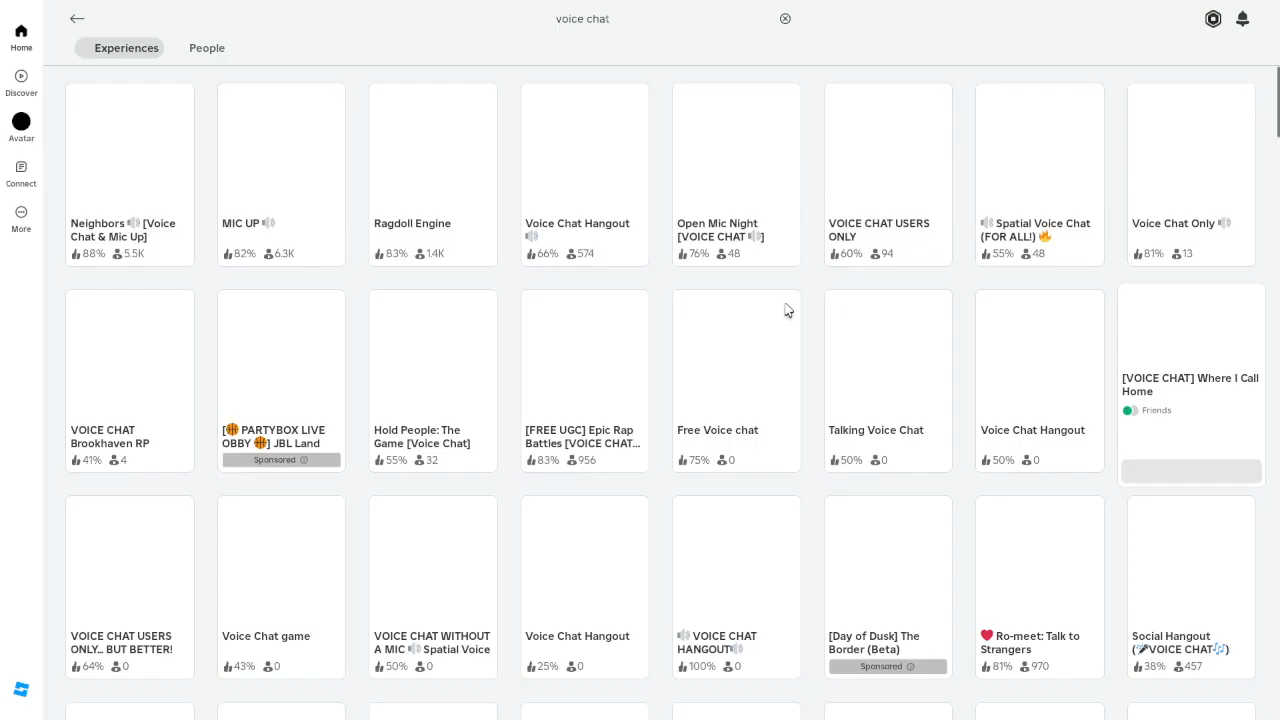 voice chat
Home
Experiences
People
Discover
Avatar
Connect
More
Neighbors 🔊 [Voice
Chat & Mic Up]
88% 5.5K
MIC UP 🔊
82% 6.3K
Ragdoll Engine
83% 1.4K
Voice Chat Hangout
🔊
66% 574
Open Mic Night
[VOICE CHAT 🔊]
76% 48
VOICE CHAT USERS
ONLY
60% 94
🔊 Spatial Voice Chat
(FOR ALL!) 🔥
55% 48
Voice Chat Only 🔊
81% 13
VOICE CHAT
Brookhaven RP
41% 4
[🏀 PARTYBOX LIVE
OBBY 🏀] JBL Land
Sponsored
Hold People: The
Game [Voice Chat]
55% 32
[FREE UGC] Epic Rap
Battles [VOICE CHAT...
83% 956
Free Voice chat
75% 0
Talking Voice Chat
50% 0
Voice Chat Hangout
50% 0
[VOICE CHAT] Where I Call
Home
Friends
VOICE CHAT USERS
ONLY... BUT BETTER!
64% 0
Voice Chat game
43% 0
VOICE CHAT WITHOUT
A MIC 🔊 Spatial Voice
50% 0
Voice Chat Hangout
25% 0
🔊 VOICE CHAT
HANGOUT🔊
100% 0
[Day of Dusk] The
Border (Beta)
Sponsored
❤️ Ro-meet: Talk to
Strangers
81% 970
Social Hangout
(🎤VOICE CHAT🎶)
38% 457